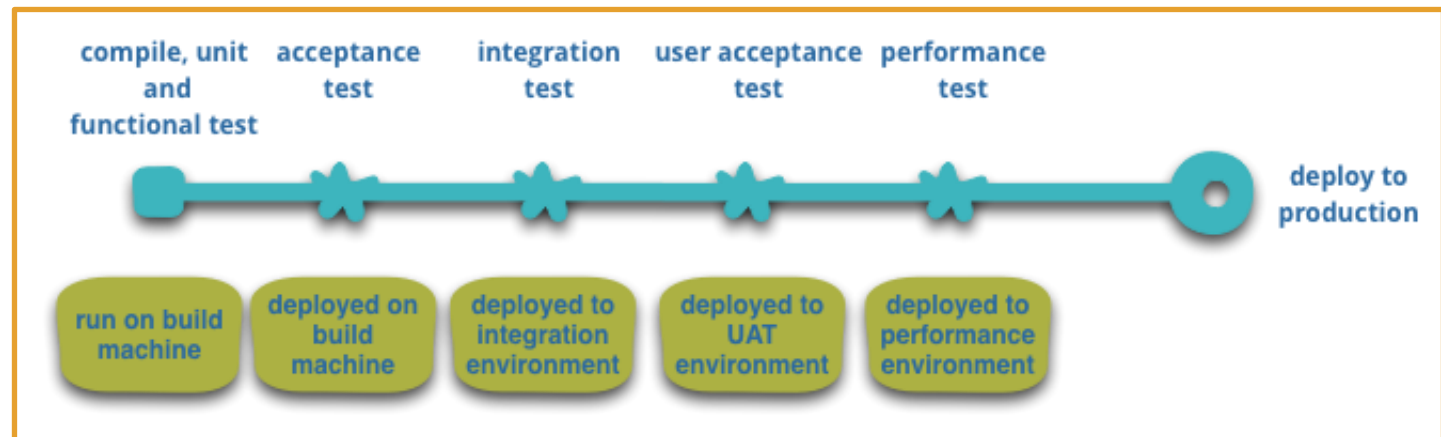 compile, unit
and
functional test
acceptance
test
integration
test
user acceptance
test
performance
test
deploy to
production
run on build
machine
deployed on
build
machine
deployed to
integration
environment
deployed to
UAT
environment
deployed to
performance
environment